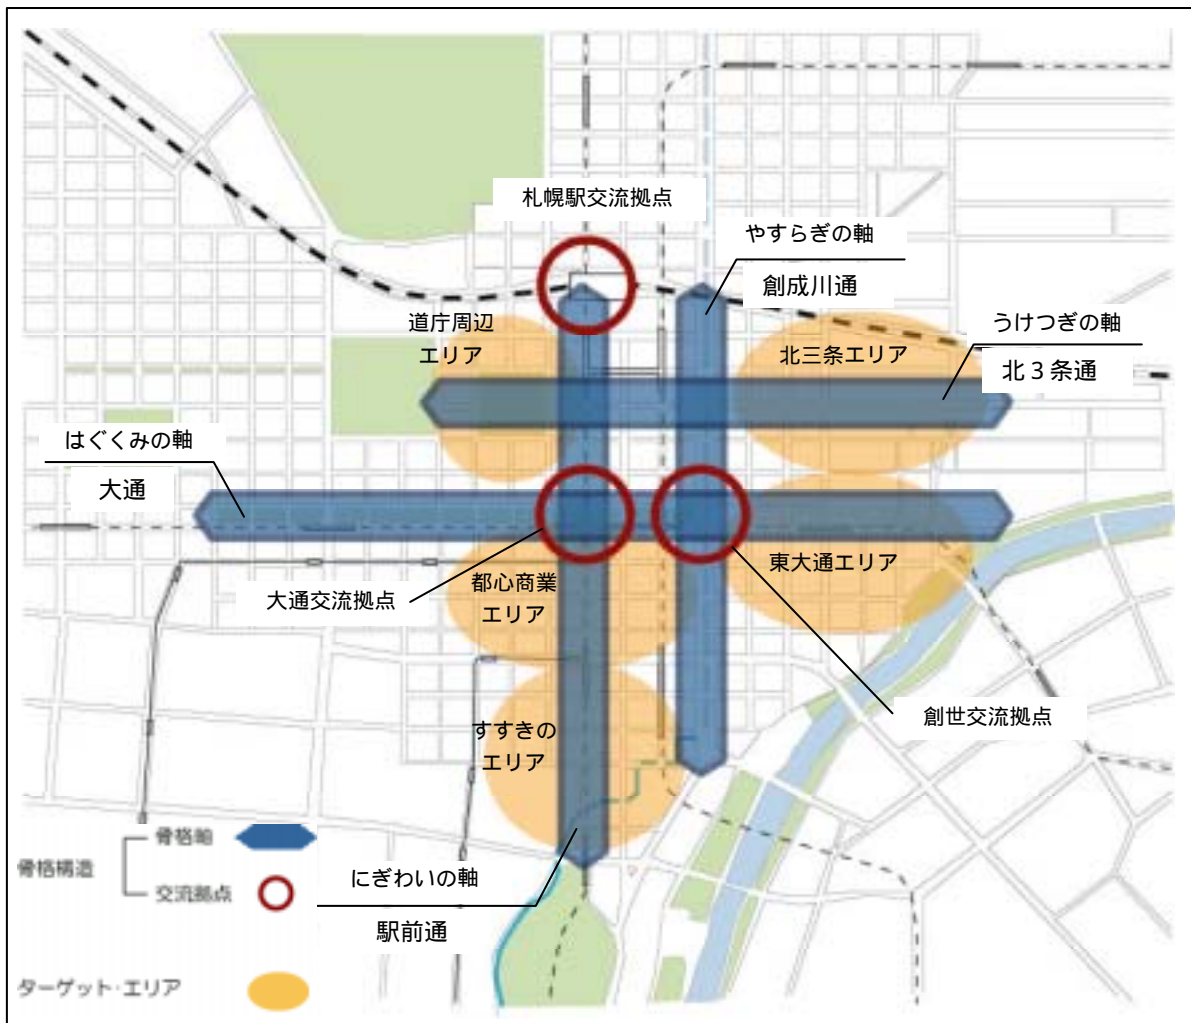 札幌駅交流拠点
やすらぎの軸
創成川通
道庁周辺
エリア
うけつぎの軸
北三条エリア
北３条通
はぐくみの軸
大通
東大通エリア
都心商業
エリア
大通交流拠点
創世交流拠点
すすきの
エリア
骨格軸
骨格構造
交流拠点
にぎわいの軸
駅前通
ターゲット・エリア